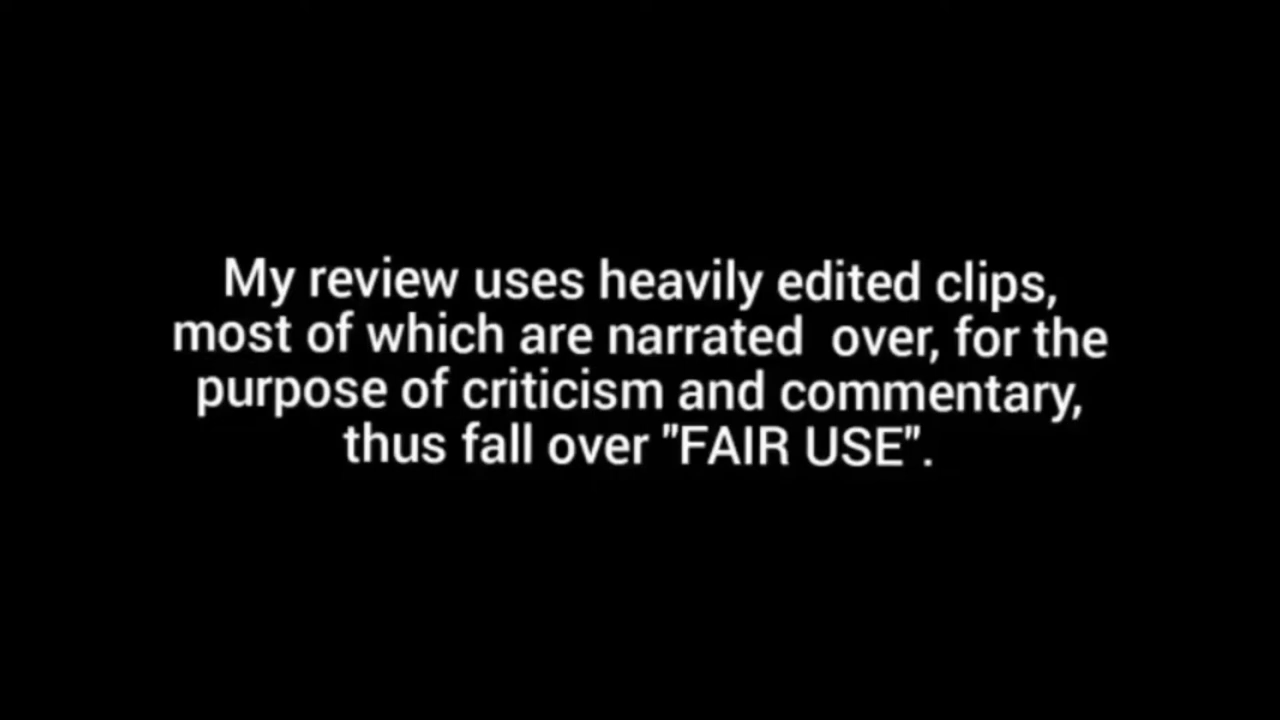 My review uses heavily edited clips,
most of which are narrated  over, for the
purpose of criticism and commentary,
thus fall over "FAIR USE".